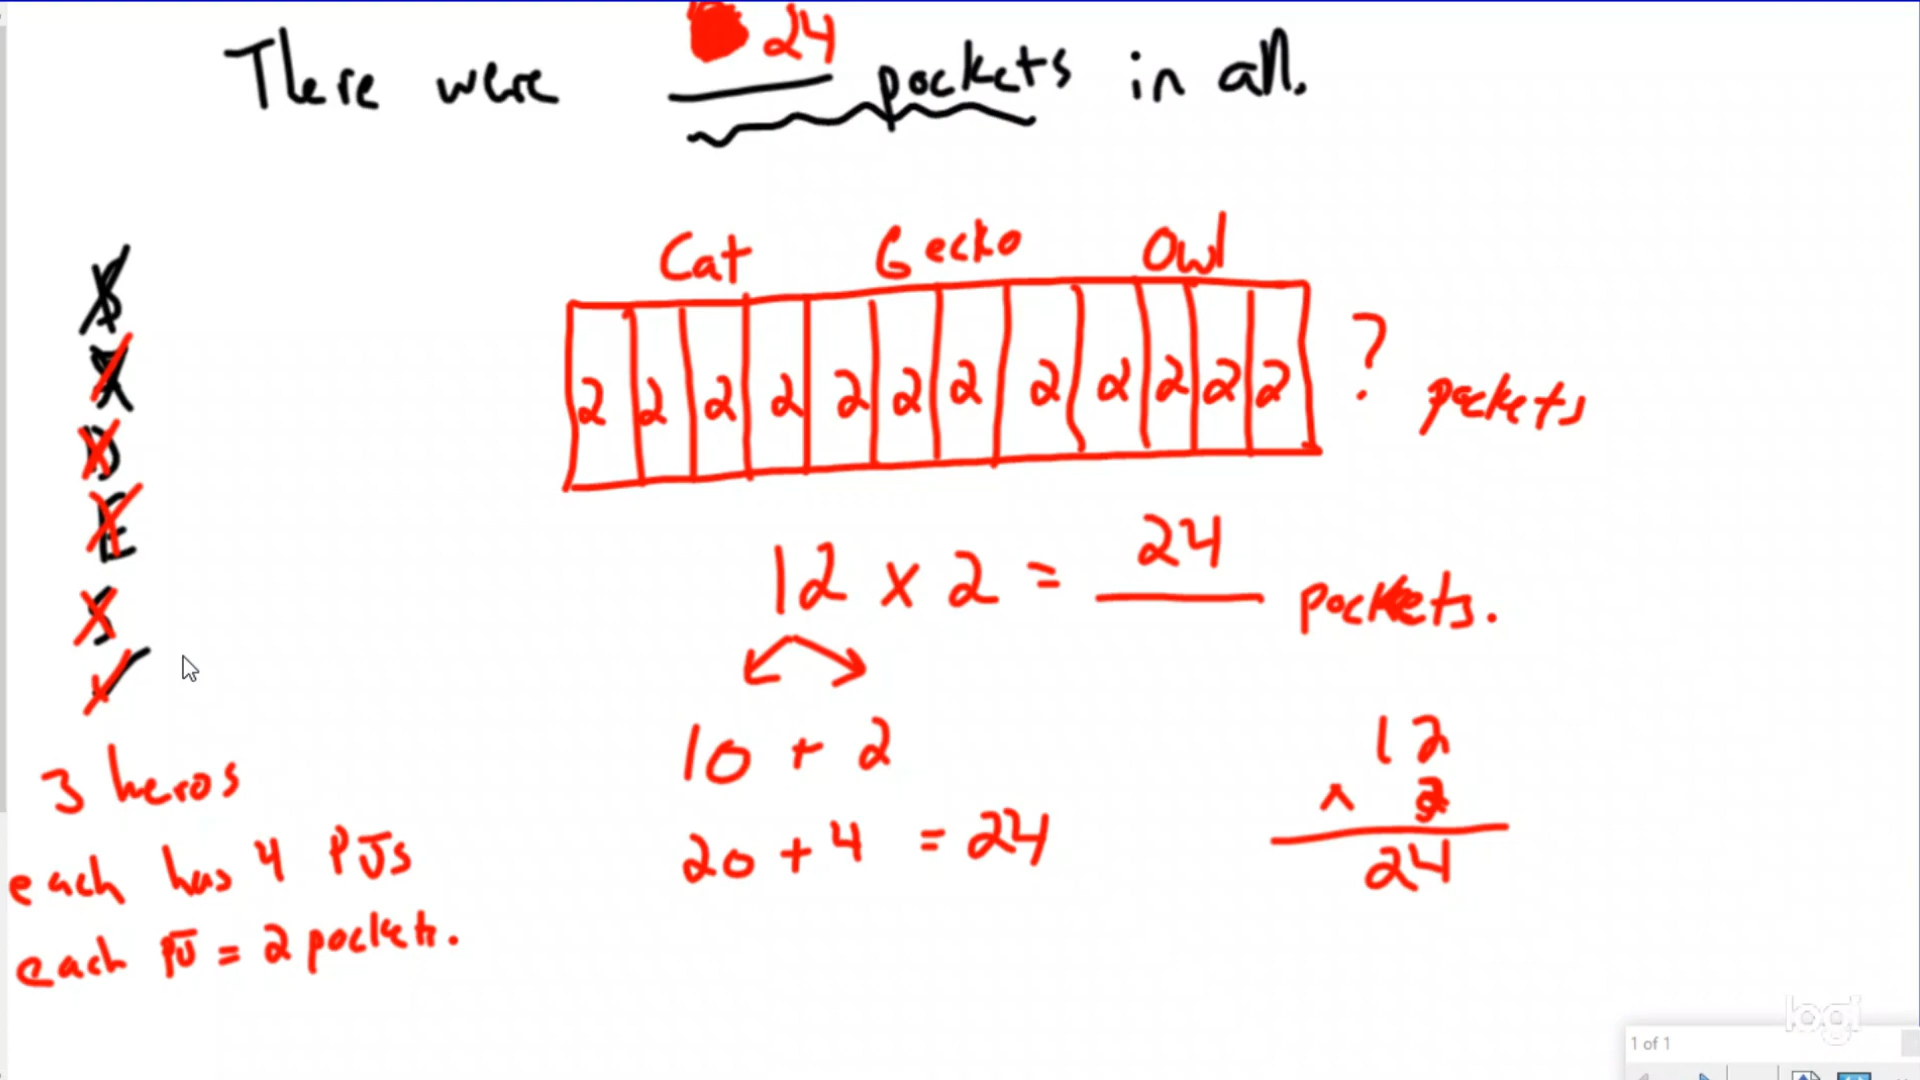 24
There were pockets in all.
Cat Gecko Owl
2 2 2 2 2 2 2 2 2 2 2 2 ? pockets
12 x 2 = 24 pockets.
10 + 2
20 + 4 = 24
12
x 2
24
E
3 heros
each has 4 PJs
each PJ = 2 pockets.
logi
1 of 1